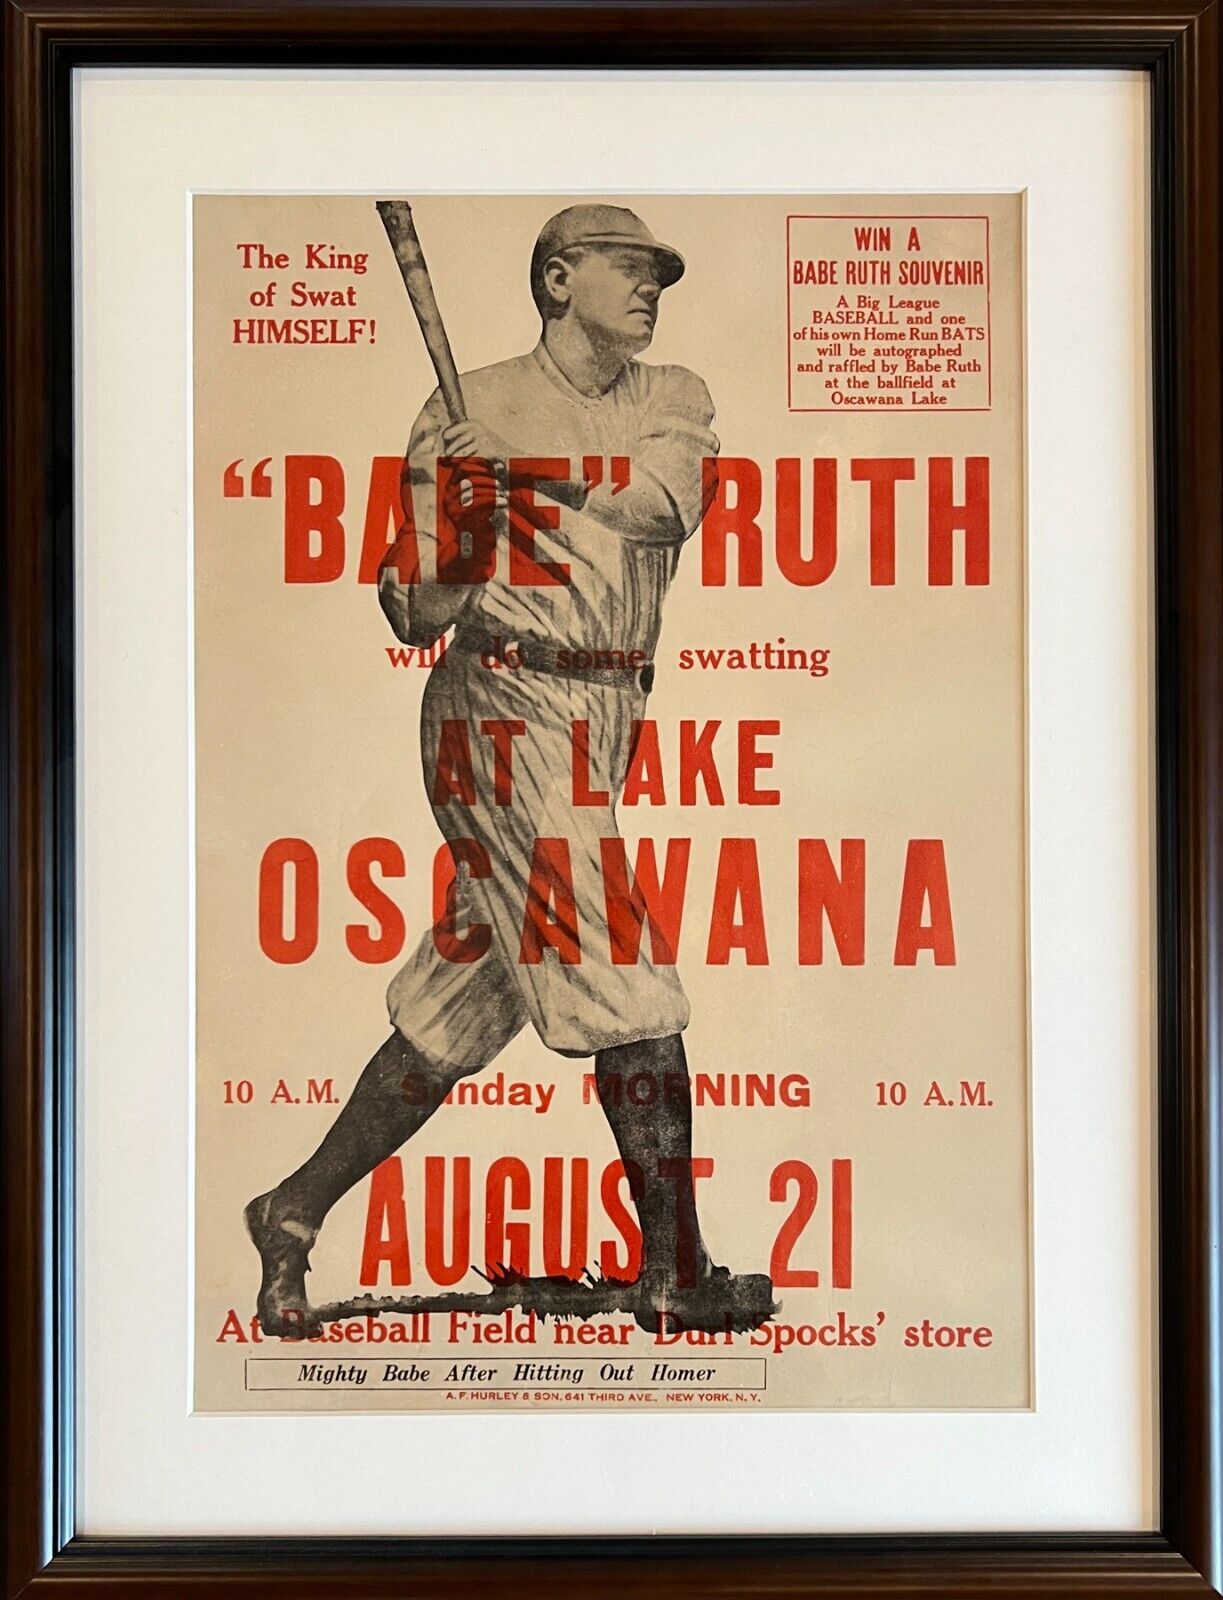 The King
of Swat
HIMSELF!
WIN A
BABE RUTH SOUVENIR
A Big League
BASEBALL and one
of his own Home Run BATS
will be autographed
and raffled by Babe Ruth
at the ballfield at
Oscawana Lake
"BABE" RUTH
will do some swatting
AT LAKE
OSCAWANA
10 A.M. Sunday MORNING 10 A.M.
AUGUST 21
At Baseball Field near Durl Spocks' store
Mighty Babe After Hitting Out Homer
A. F. HURLEY & SON, 641 THIRD AVE., NEW YORK, N. Y.